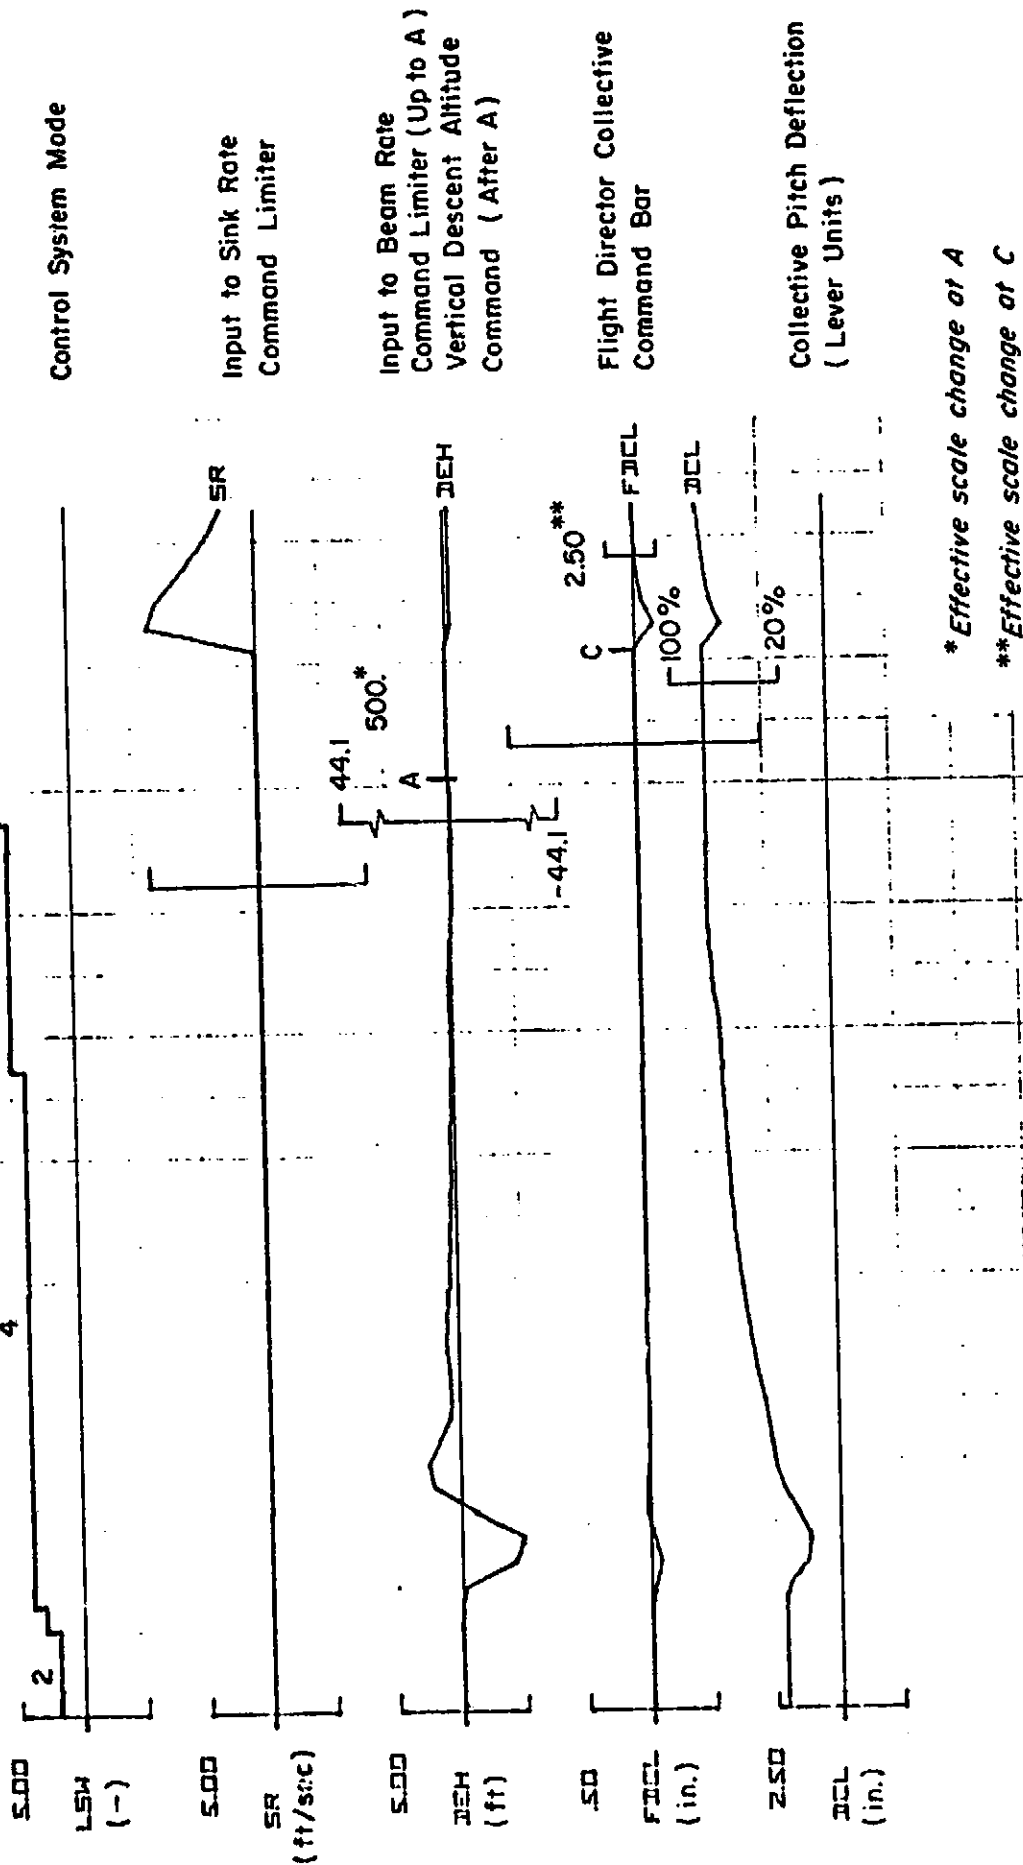 4
2
5.00
LSW
(-)
Control System Mode
5.00
SR
(ft/sec)
SR
Input to Sink Rate
Command Limiter
5.00
DEH
(ft)
44.1
500.*
A
-44.1
DEH
Input to Beam Rate
Command Limiter (Up to A)
Vertical Descent Altitude
Command (After A)
.50
FDCL
(in.)
C
2.50**
FDCL
Flight Director Collective
Command Bar
2.50
DCL
(in.)
100%
20%
DCL
Collective Pitch Deflection
(Lever Units)
*Effective scale change at A
**Effective scale change at C